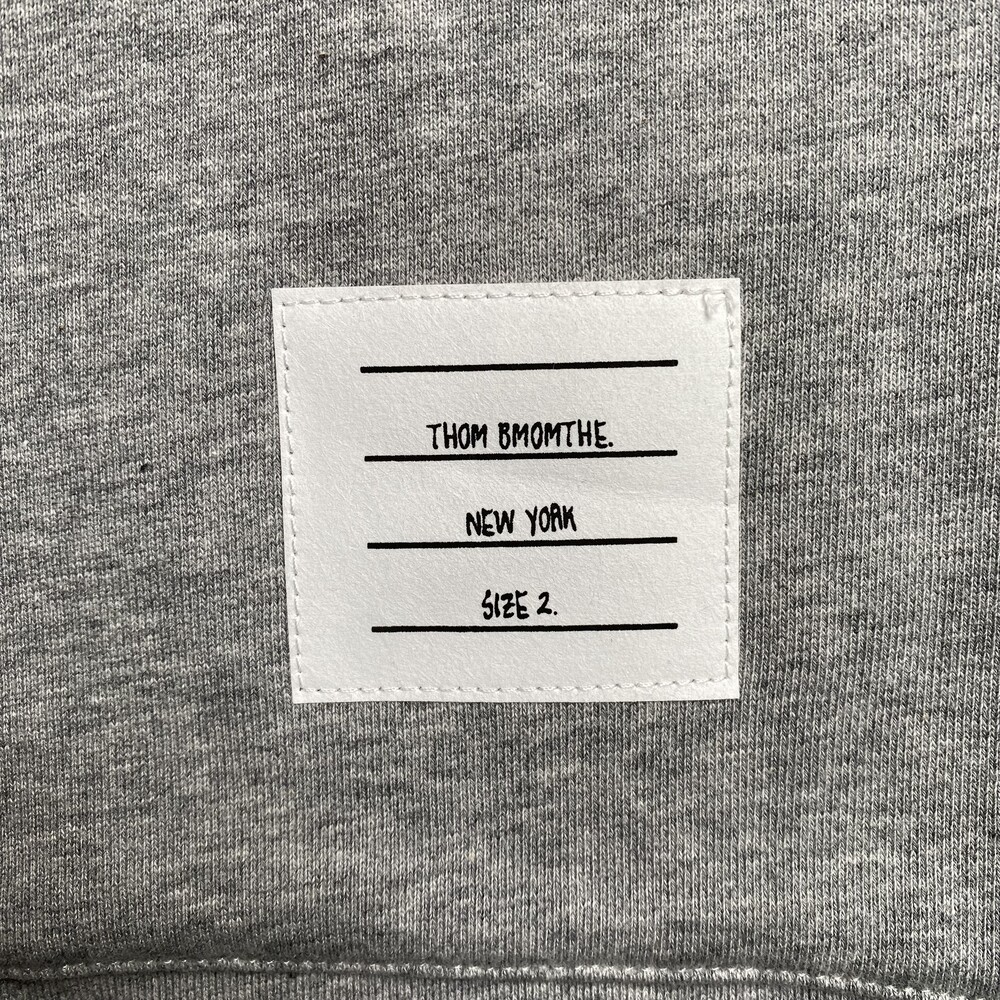 THOM BMOMTHE.
NEW YORK
SIZE 2.